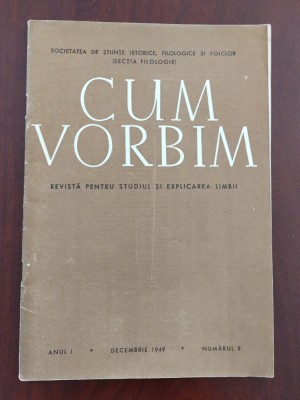 SOCIETATEA DE ȘTIINȚE ISTORICE, FILOLOGICE ȘI FOLCLOR
(SECȚIA FILOLOGIE)
CUM
VORBIM
REVISTĂ PENTRU STUDIUL ȘI EXPLICAREA LIMBII
ANUL I * DECEMBRIE 1949 * NUMĂRUL 9